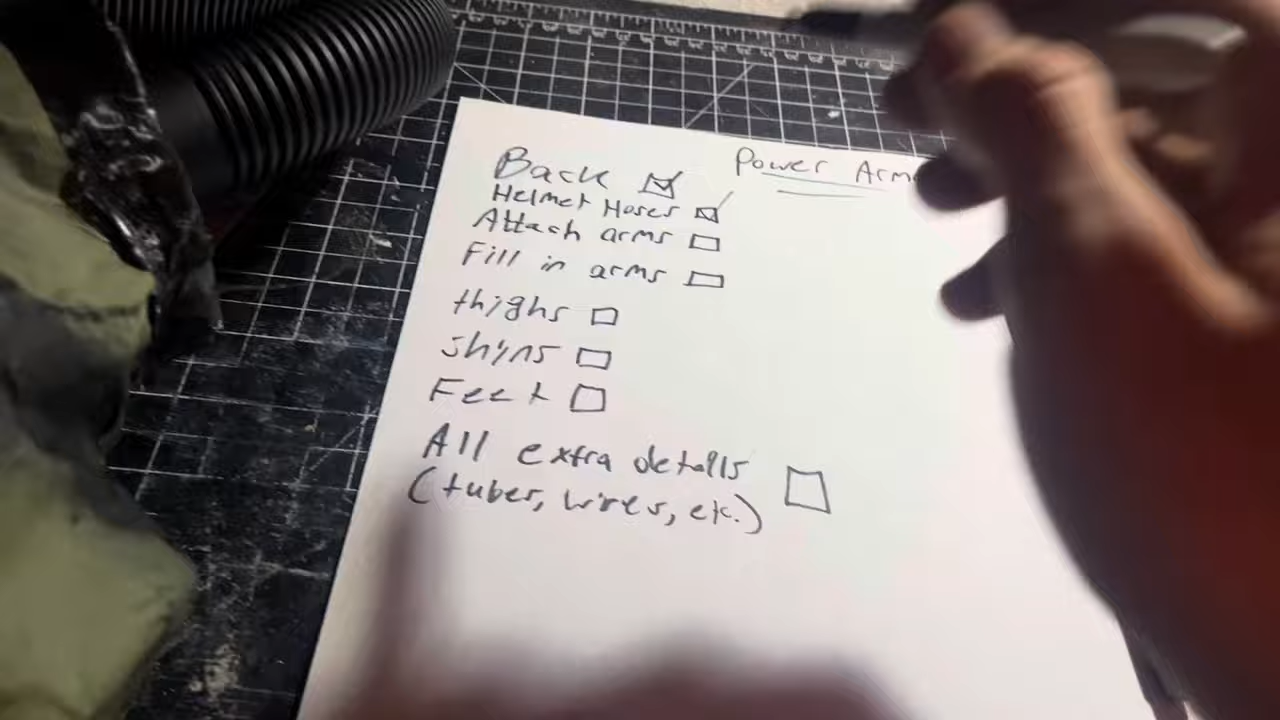 Power Arm
Back ☑
Helmet Hoses ☑
Attach arms ☐
Fill in arms ☐
thighs ☐
shins ☐
Feet ☐
All extra details ☐
(tubes, wires, etc.)